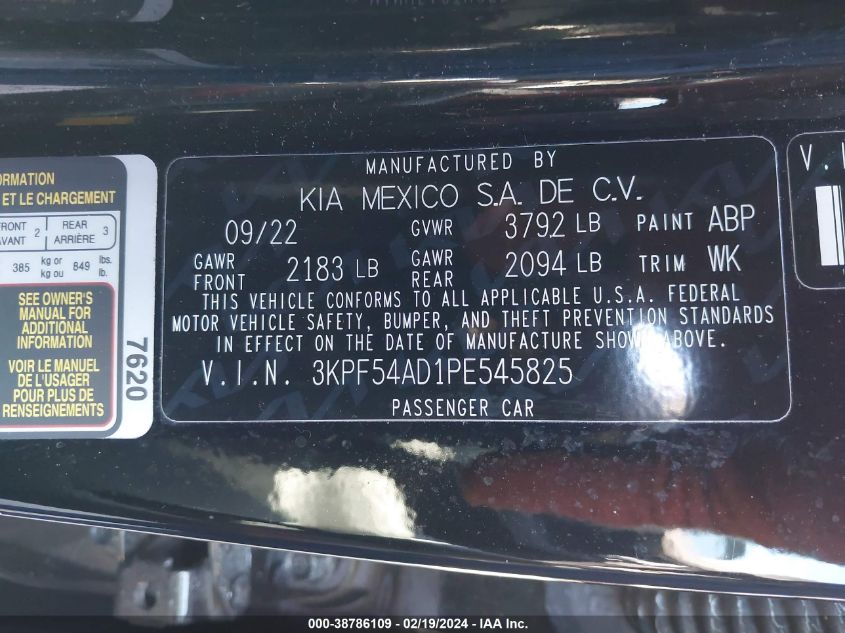 ORMATION
ET LE CHARGEMENT
FRONT 2 REAR 3
AVANT ARRIÈRE
385 kg or kg ou 849 lbs. lb.
SEE OWNER'S
MANUAL FOR
ADDITIONAL
INFORMATION
VOIR LE MANUEL
DE L'USAGER
POUR PLUS DE
RENSEIGNEMENTS
7620
MANUFACTURED BY
KIA MEXICO S.A. DE C.V.
09/22 GVWR 3792 LB PAINT ABP
GAWR FRONT 2183 LB GAWR REAR 2094 LB TRIM WK
THIS VEHICLE CONFORMS TO ALL APPLICABLE U.S.A. FEDERAL
MOTOR VEHICLE SAFETY, BUMPER, AND THEFT PREVENTION STANDARDS
IN EFFECT ON THE DATE OF MANUFACTURE SHOWN ABOVE.
V.I.N. 3KPF54AD1PE545825
PASSENGER CAR
V.I
000-38786109 - 02/19/2024 - IAA Inc.